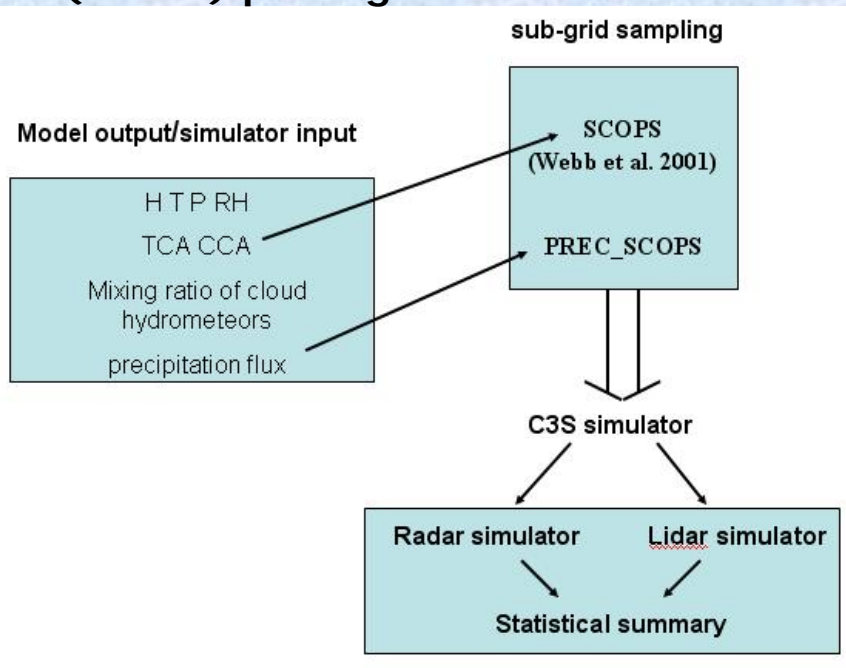 sub-grid sampling
Model output/simulator input
SCOPS
(Webb et al. 2001)
PREC_SCOPS
H T P RH
TCA CCA
Mixing ratio of cloud
hydrometeors
precipitation flux
C3S simulator
Radar simulator
Lidar simulator
Statistical summary